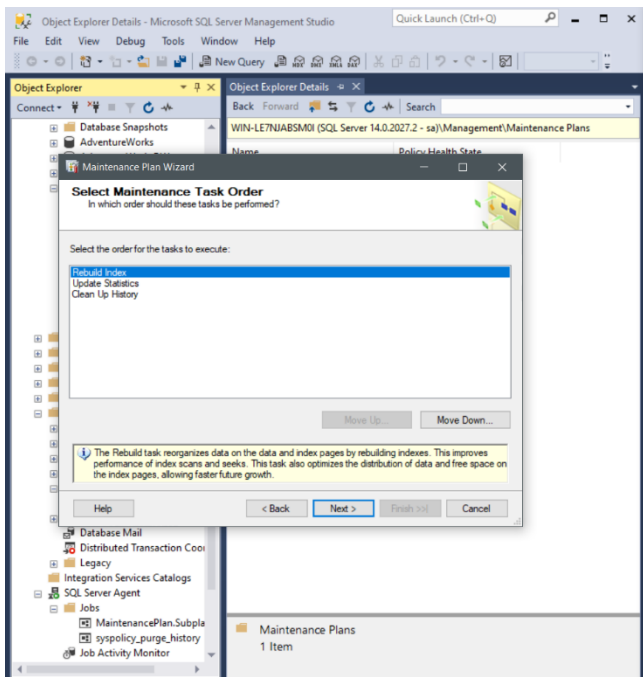 Object Explorer Details - Microsoft SQL Server Management Studio
Quick Launch (Ctrl+Q)
File Edit View Debug Tools Window Help
New Query
Object Explorer
Object Explorer Details
Connect
Back Forward Search
Database Snapshots
WIN-LE7NJABSM0I (SQL Server 14.0.2027.2 - sa)\Management\Maintenance Plans
AdventureWorks
Name Policy Health State
Maintenance Plan Wizard
Select Maintenance Task Order
In which order should these tasks be performed?
Select the order for the tasks to execute:
Rebuild Index
Update Statistics
Clean Up History
Move Up... Move Down...
The Rebuild task reorganizes data on the data and index pages by rebuilding indexes. This improves
performance of index scans and seeks. This task also optimizes the distribution of data and free space on
the index pages, allowing faster future growth.
Help < Back Next > Finish >>| Cancel
Database Mail
Distributed Transaction Coor
Legacy
Integration Services Catalogs
SQL Server Agent
Jobs
MaintenancePlan.Subpla
syspolicy_purge_history
Job Activity Monitor
Maintenance Plans
1 Item